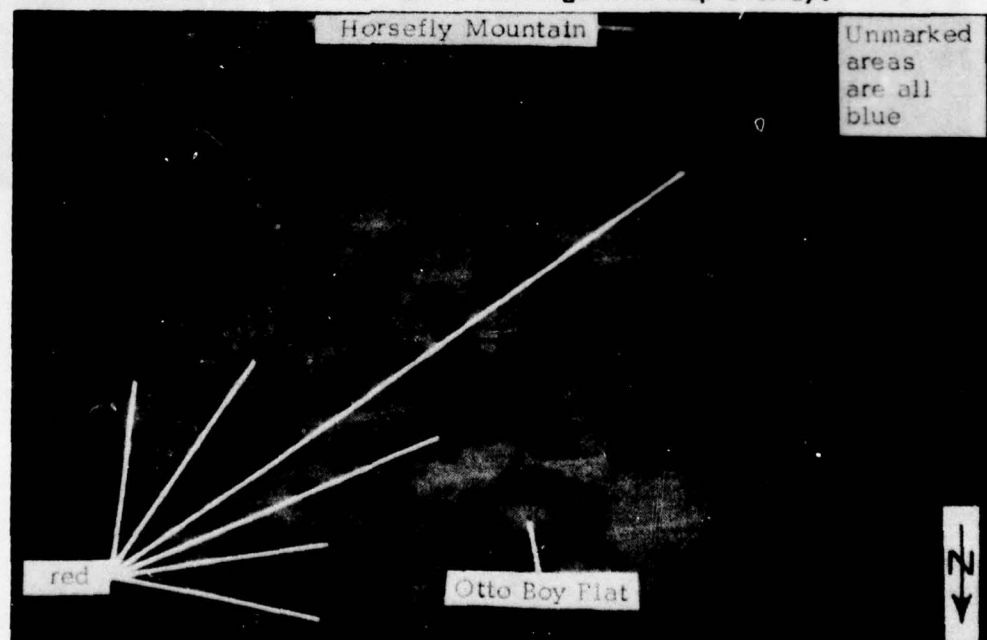 Horsefly Mountain
Unmarked
areas
are all
blue
red
Otto Boy Flat
N